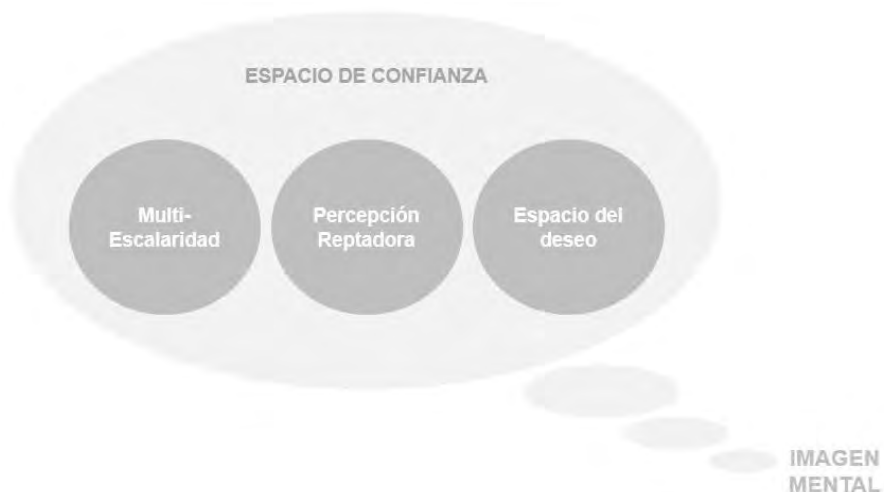 ESPACIO DE CONFIANZA
Multi-
Escalaridad
Percepción
Reptadora
Espacio del
deseo
IMAGEN
MENTAL